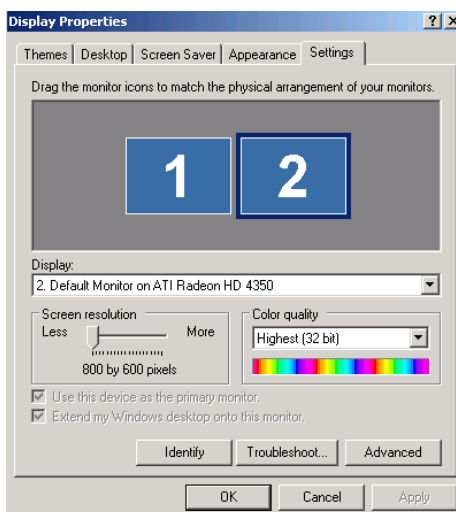 Display Properties
Themes Desktop Screen Saver Appearance Settings
Drag the monitor icons to match the physical arrangement of your monitors.
1 2
Display:
2. Default Monitor on ATI Radeon HD 4350
Screen resolution
Less More
800 by 600 pixels
Color quality
Highest (32 bit)
Use this device as the primary monitor.
Extend my Windows desktop onto this monitor.
Identify Troubleshoot... Advanced
OK Cancel Apply